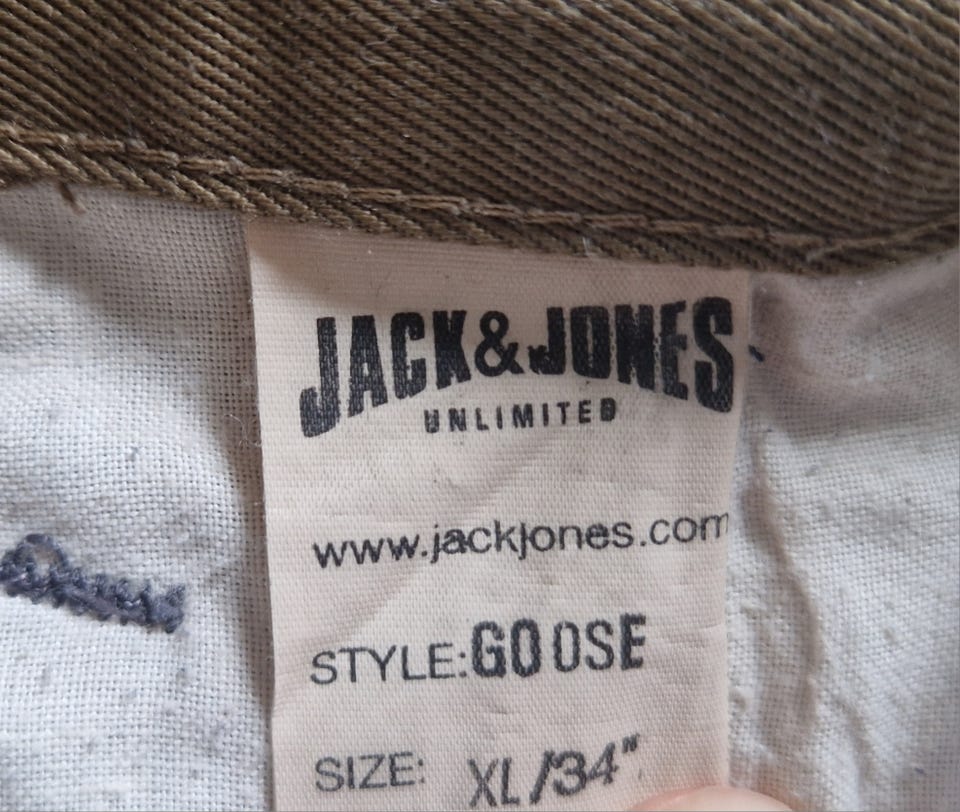 JACK&JONES
UNLIMITED
www.jackjones.com
STYLE:GOOSE
SIZE: XL/34"